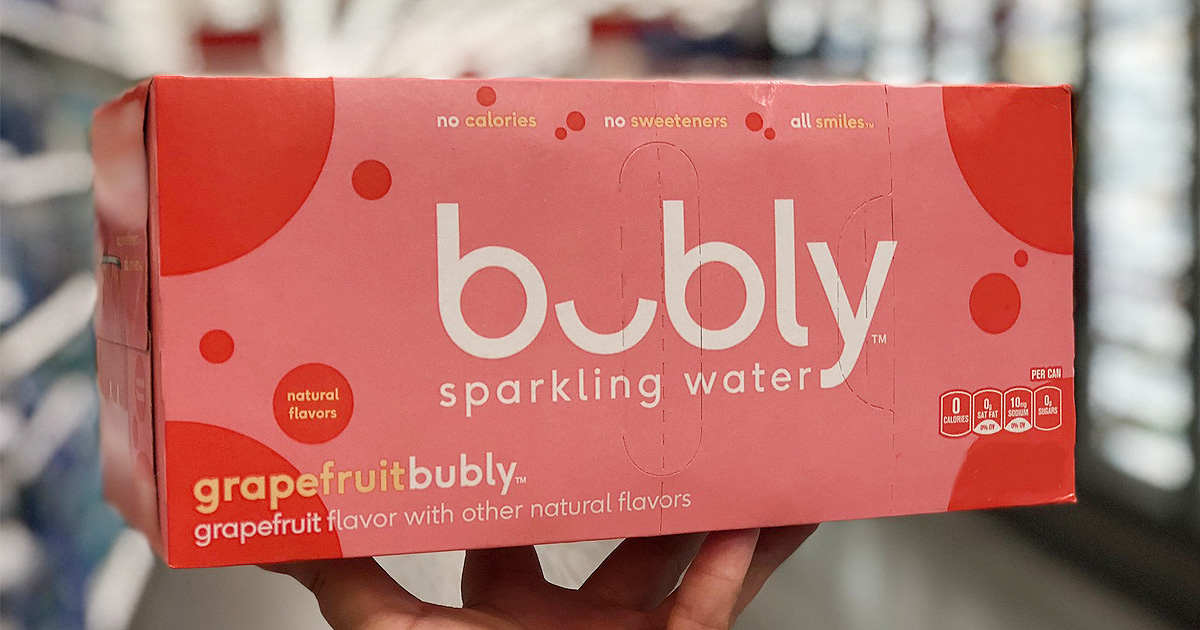 no calories no sweeteners all smiles™
bubly™
sparkling water
natural
flavors
PER CAN
0
CALORIES
0g
SAT FAT
0% DV
10mg
SODIUM
0% DV
0g
SUGARS
grapefruitbubly™
grapefruit flavor with other natural flavors